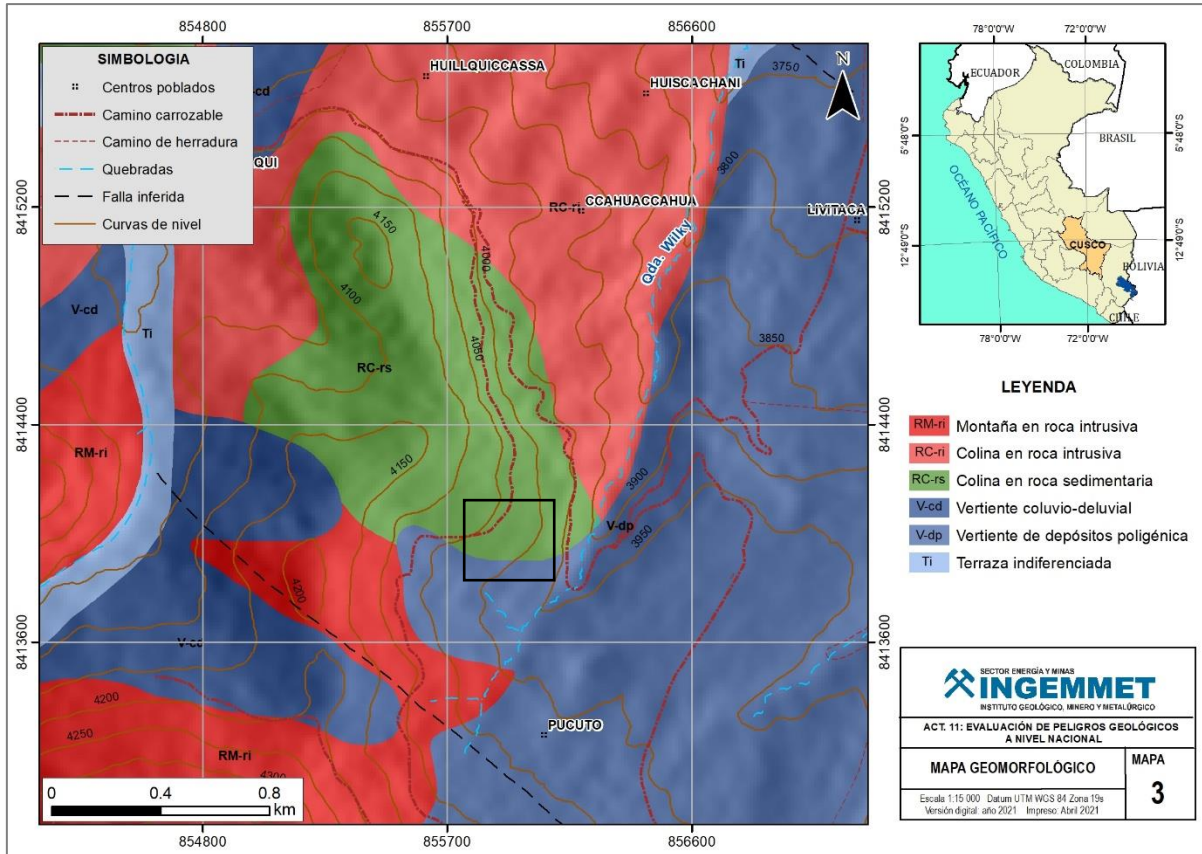 854800
855700
856600
8415200
8414400
8413600
8415200
8414400
8413600
SIMBOLOGIA
Centros poblados
Camino carrozable
Camino de herradura
Quebradas
Falla inferida
Curvas de nivel
HUILLQUICCASSA
HUISCACHANI
Ti
3750
N
QUI
3800
4150
RC-ri
CCAHUACCAHUA
LIVITACA
4000
Qda. Wilky
4100
V-cd
Ti
4050
3850
RC-rs
RM-ri
4150
3900
V-dp
3950
4200
V-cd
4200
4250
PUCUTO
RM-ri
4300
0 0.4 0.8
km
854800
855700
856600
78°0'0"O
72°0'0"O
COLOMBIA
ECUADOR
5°48'0"S
5°48'0"S
BRASIL
OCÉANO PACÍFICO
12°49'0"S
12°49'0"S
CUSCO
BOLIVIA
CHILE
78°0'0"O
72°0'0"O
LEYENDA
RM-ri Montaña en roca intrusiva
RC-ri Colina en roca intrusiva
RC-rs Colina en roca sedimentaria
V-cd Vertiente coluvio-deluvial
V-dp Vertiente de depósitos poligénica
Ti Terraza indiferenciada
SECTOR ENERGÍA Y MINAS
INGEMMET
INSTITUTO GEOLÓGICO, MINERO Y METALÚRGICO
ACT. 11: EVALUACIÓN DE PELIGROS GEOLÓGICOS
A NIVEL NACIONAL
MAPA GEOMORFOLÓGICO
MAPA
3
Escala 1:15 000 Datum UTM WGS 84 Zona 19s
Versión digital: año 2021 Impreso: Abril 2021